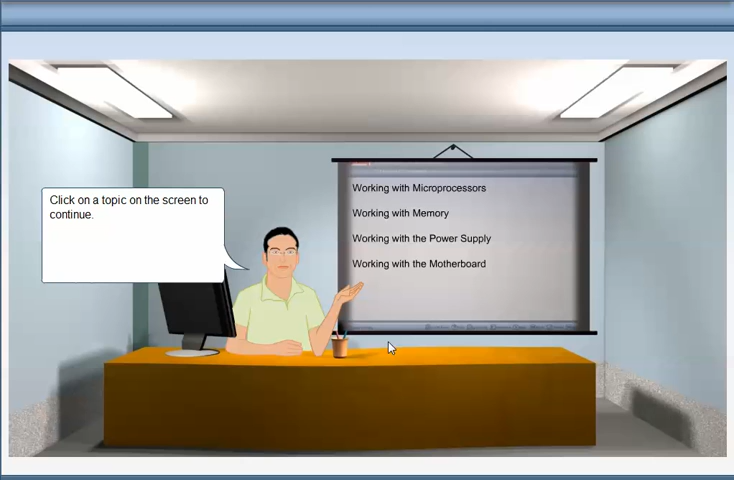 Click on a topic on the screen to
continue.
Working with Microprocessors
Working with Memory
Working with the Power Supply
Working with the Motherboard